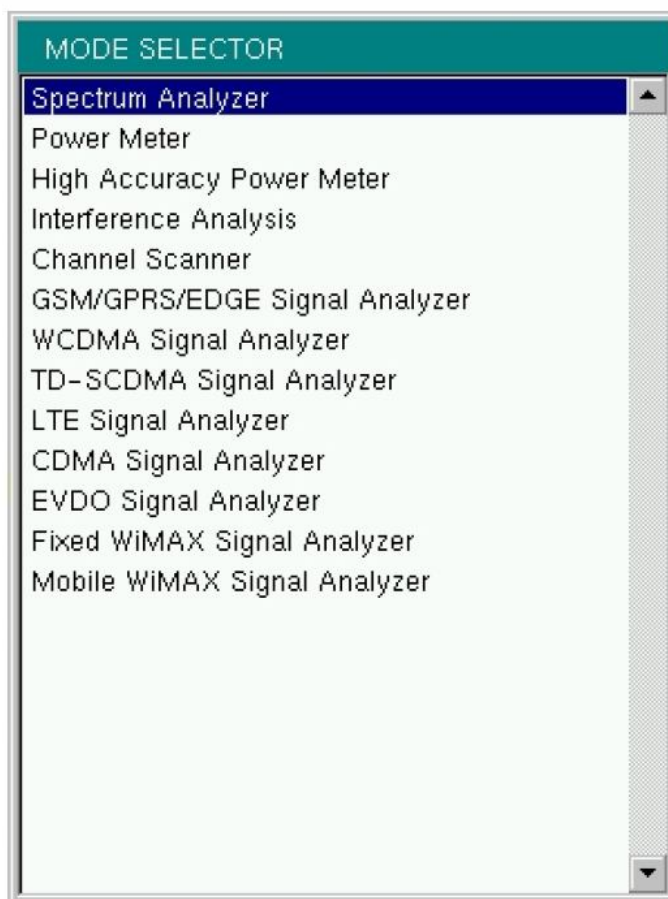 MODE SELECTOR
Spectrum Analyzer
Power Meter
High Accuracy Power Meter
Interference Analysis
Channel Scanner
GSM/GPRS/EDGE Signal Analyzer
WCDMA Signal Analyzer
TD-SCDMA Signal Analyzer
LTE Signal Analyzer
CDMA Signal Analyzer
EVDO Signal Analyzer
Fixed WiMAX Signal Analyzer
Mobile WiMAX Signal Analyzer